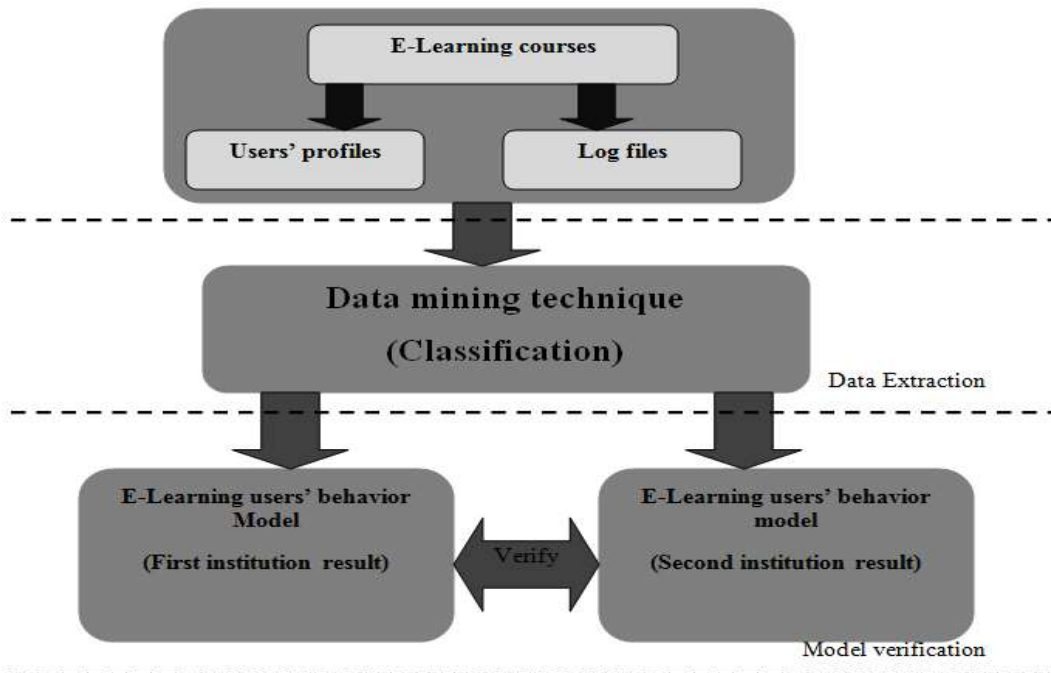 E-Learning courses
Users' profiles
Log files
Data mining technique
(Classification)
Data Extraction
E-Learning users' behavior
Model
(First institution result)
Verify
E-Learning users' behavior
model
(Second institution result)
Model verification